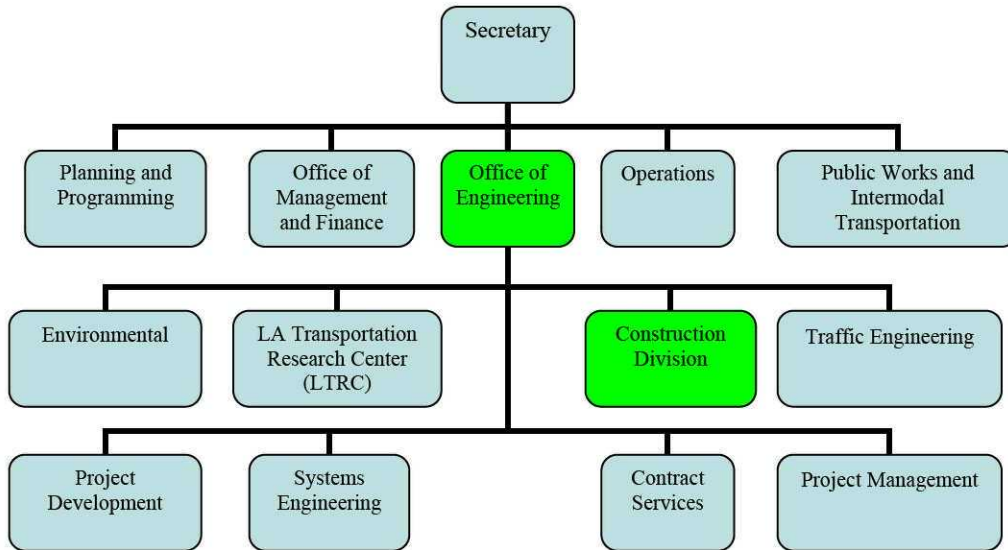 Secretary
Planning and
Programming
Office of
Management
and Finance
Office of
Engineering
Operations
Public Works and
Intermodal
Transportation
Environmental
LA Transportation
Research Center
(LTRC)
Construction
Division
Traffic Engineering
Project
Development
Systems
Engineering
Contract
Services
Project Management